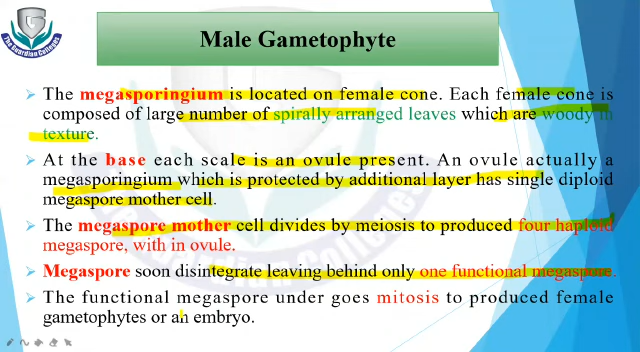 The Guardian Colleges
Male Gametophyte
The megasporingium is located on female cone. Each female cone is
composed of large number of spirally arranged leaves which are woody in
texture.
At the base each scale is an ovule present. An ovule actually a
megasporingium which is protected by additional layer has single diploid
megaspore mother cell.
The megaspore mother cell divides by meiosis to produced four haploid
megaspore, with in ovule.
Megaspore soon disintegrate leaving behind only one functional megaspore.
The functional megaspore under goes mitosis to produced female
gametophytes or an embryo.